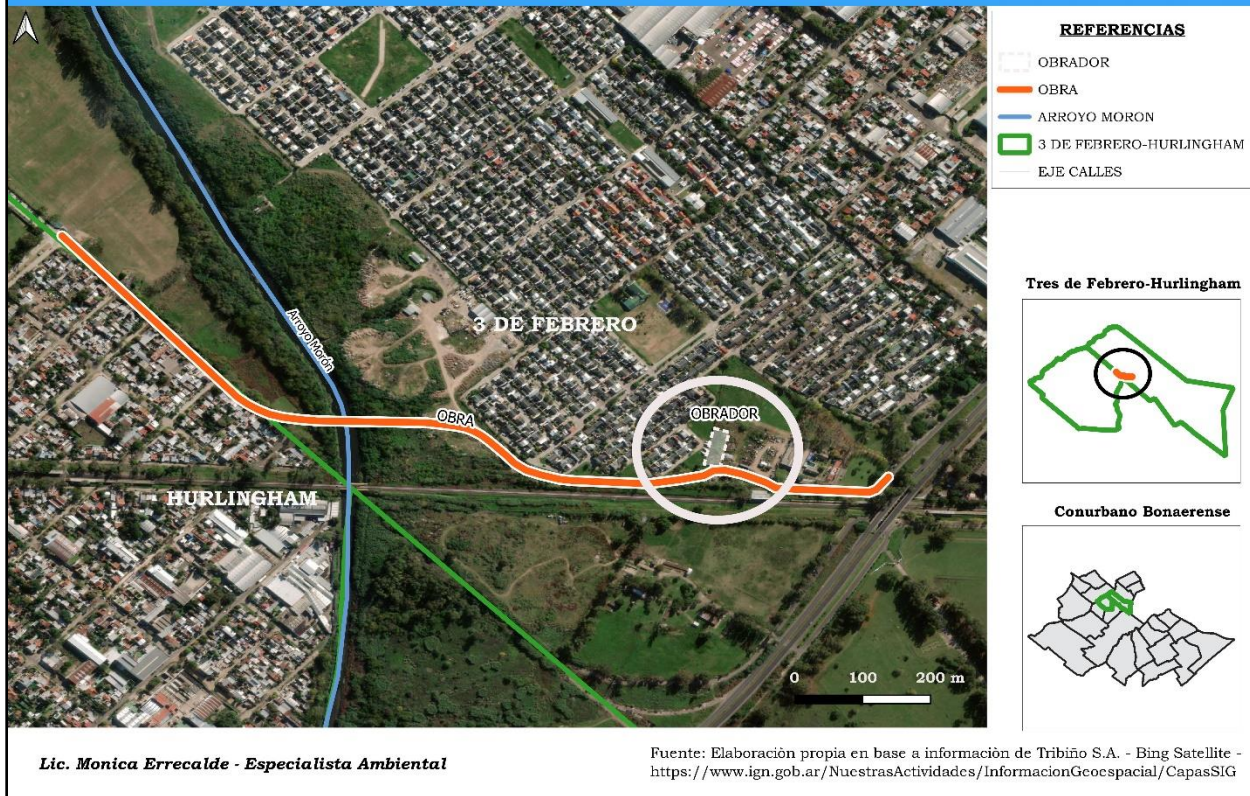 REFERENCIAS
OBRADOR
OBRA
ARROYO MORON
3 DE FEBRERO-HURLINGHAM
EJE CALLES
Arroyo Morón
3 DE FEBRERO
OBRA
OBRADOR
HURLINGHAM
0 100 200 m
Tres de Febrero-Hurlingham
Conurbano Bonaerense
Lic. Monica Errecalde - Especialista Ambiental
Fuente: Elaboraciòn propia en base a informaciòn de Tribiño S.A. - Bing Satellite -
https://www.ign.gob.ar/NuestrasActividades/InformacionGeoespacial/CapasSIG